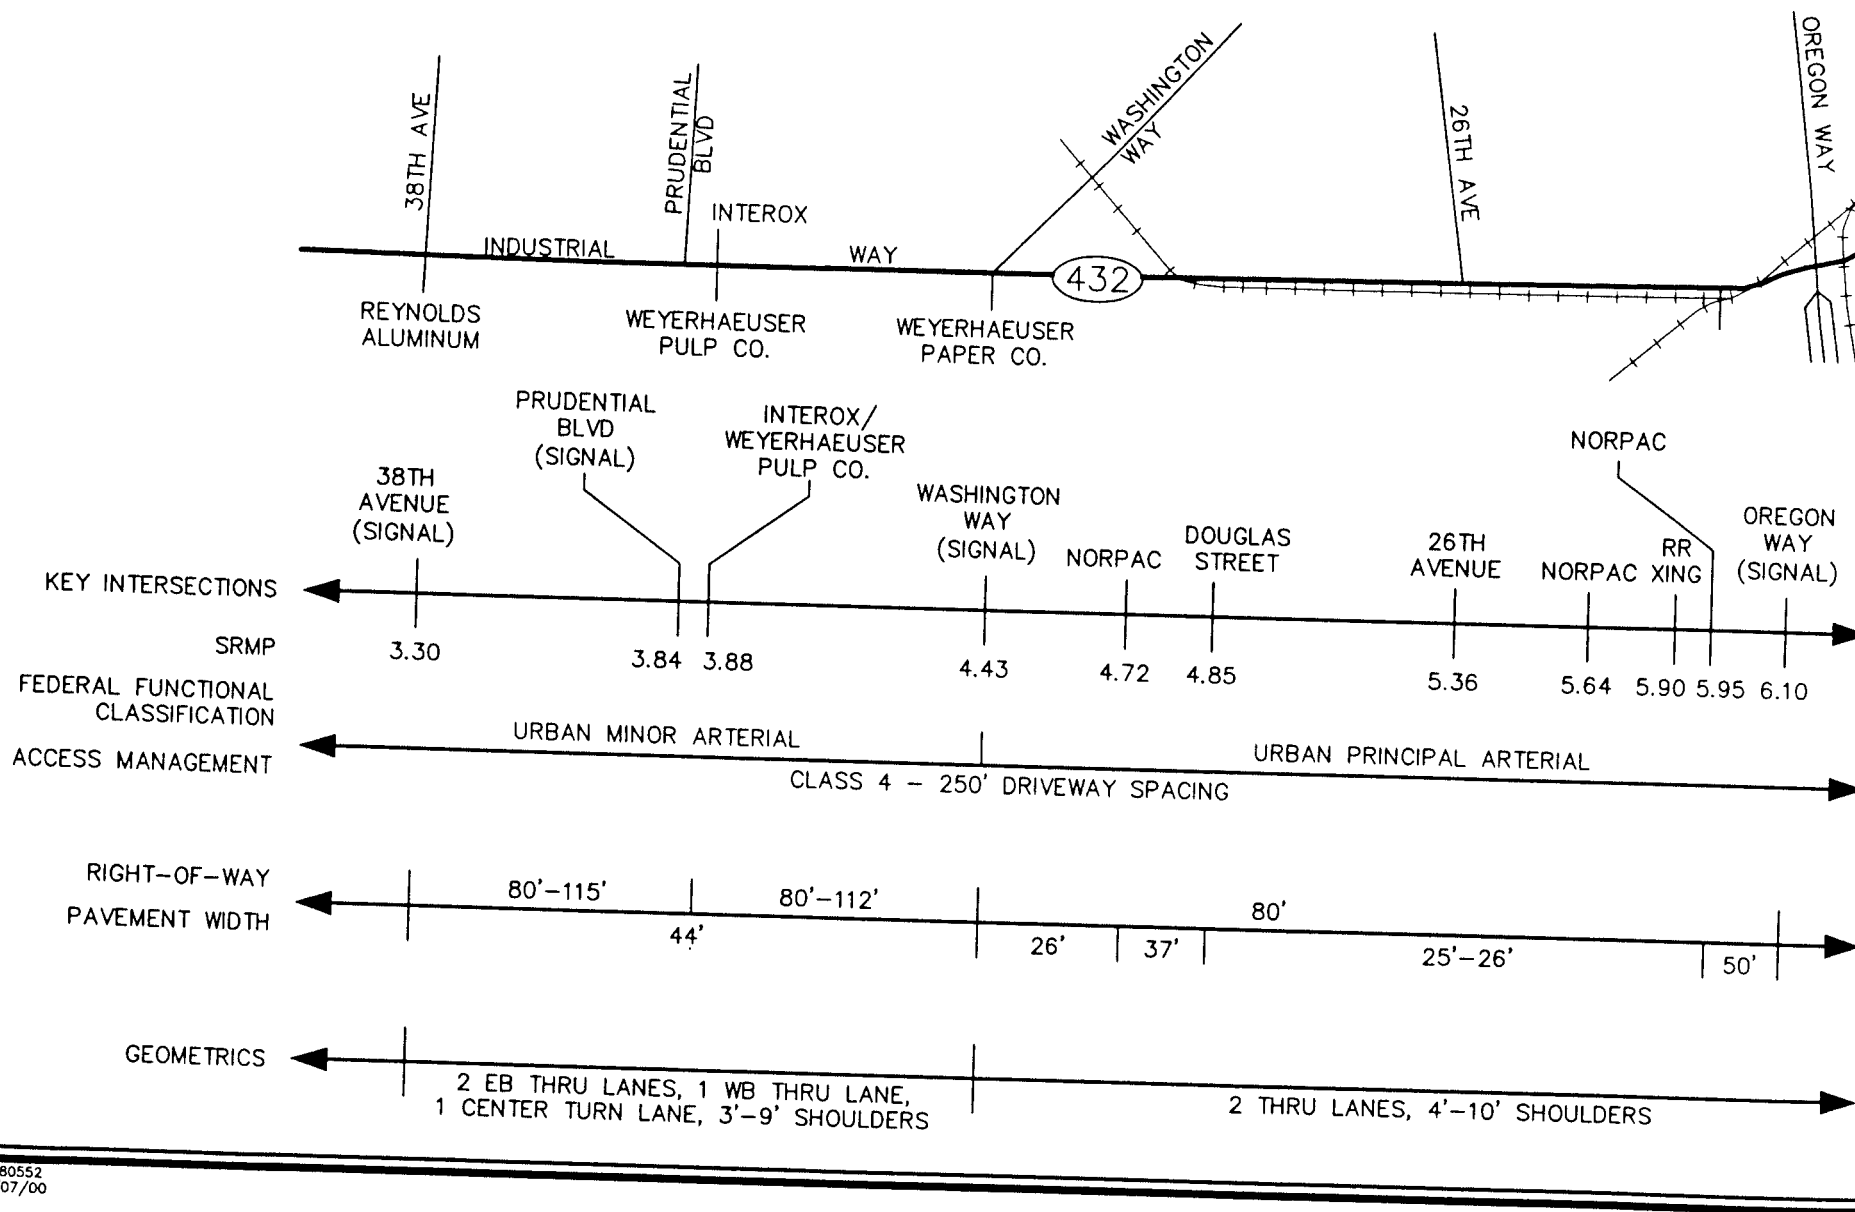 38TH AVE
PRUDENTIAL
BLVD
INTEROX
WASHINGTON
WAY
26TH AVE
OREGON WAY
INDUSTRIAL
WAY
432
REYNOLDS
ALUMINUM
WEYERHAEUSER
PULP CO.
WEYERHAEUSER
PAPER CO.
38TH
AVENUE
(SIGNAL)
PRUDENTIAL
BLVD
(SIGNAL)
INTEROX/
WEYERHAEUSER
PULP CO.
WASHINGTON
WAY
(SIGNAL)
NORPAC
DOUGLAS
STREET
26TH
AVENUE
NORPAC
RR
XING
NORPAC
OREGON
WAY
(SIGNAL)
KEY INTERSECTIONS
SRMP
3.30
3.84
3.88
4.43
4.72
4.85
5.36
5.64
5.90
5.95
6.10
FEDERAL FUNCTIONAL
CLASSIFICATION
URBAN MINOR ARTERIAL
URBAN PRINCIPAL ARTERIAL
ACCESS MANAGEMENT
CLASS 4 – 250' DRIVEWAY SPACING
RIGHT–OF–WAY
80'–115'
80'–112'
80'
PAVEMENT WIDTH
44'
26'
37'
25'–26'
50'
GEOMETRICS
2 EB THRU LANES, 1 WB THRU LANE,
1 CENTER TURN LANE, 3'–9' SHOULDERS
2 THRU LANES, 4'–10' SHOULDERS
80552
07/00